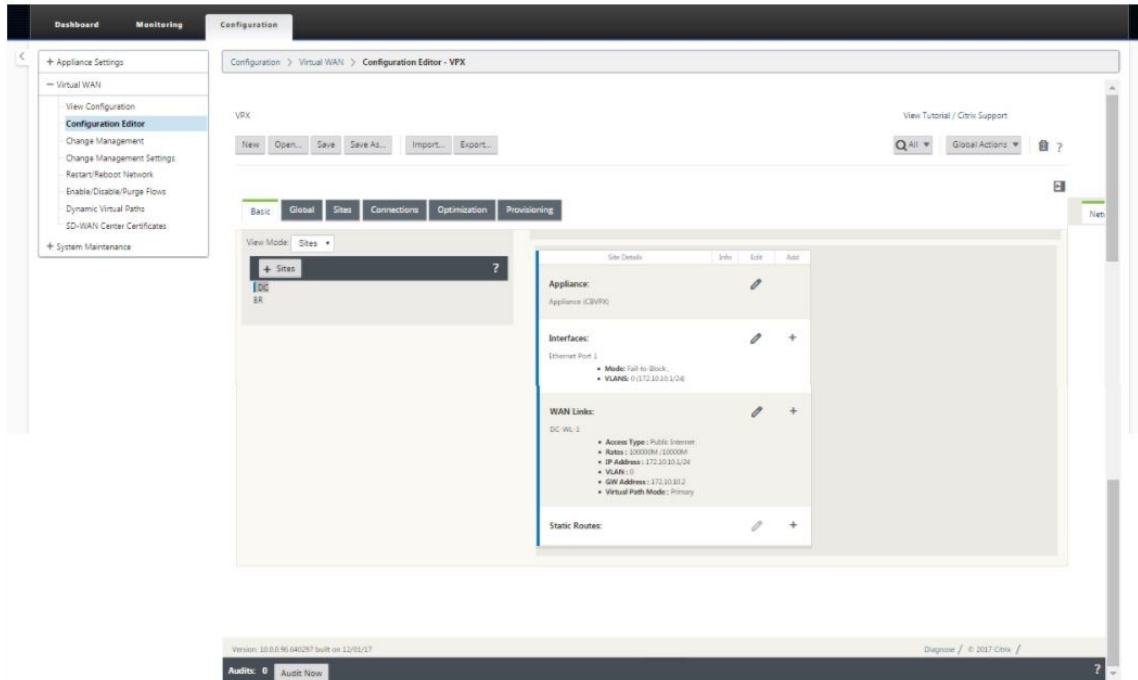 Dashboard Monitoring Configuration
+ Appliance Settings
− Virtual WAN
View Configuration
Configuration Editor
Change Management
Change Management Settings
Restart/Reboot Network
Enable/Disable/Purge Flows
Dynamic Virtual Paths
SD-WAN Center Certificates
+ System Maintenance
Configuration > Virtual WAN > Configuration Editor - VPX
VPX
View Tutorial / Citrix Support
New Open... Save Save As... Import... Export...
All ▼ Global Actions ▼ ?
Basic Global Sites Connections Optimization Provisioning
Net
View Mode: Sites
+ Sites ?
DC
BR
Site Details Info Edit Add
Appliance:
Appliance (CBVPX)
Interfaces: +
Ethernet Port 1
• Mode: Fail-to-Block,
• VLANS: 0 (172.10.10.1/24)
WAN Links: +
DC-WL-1
• Access Type : Public Internet
• Rates : 100000M /10000M
• IP Address : 172.10.10.1/24
• VLAN : 0
• GW Address : 172.10.10.2
• Virtual Path Mode : Primary
Static Routes: +
Version: 10.0.0.96.640297 built on 12/01/17
Diagnose / © 2017 Citrix /
Audits: 0 Audit Now ?